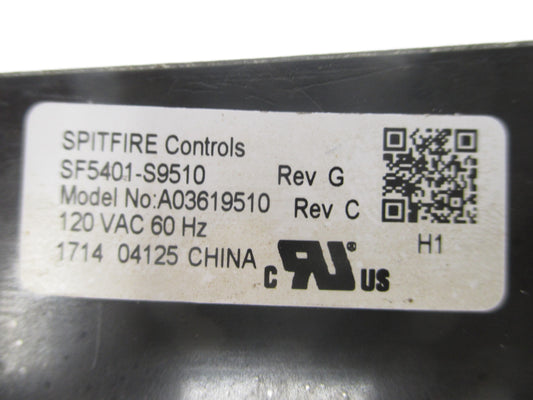 SPITFIRE Controls
SF5401-S9510 Rev G
Model No:A03619510 Rev C
120 VAC 60 Hz
1714 04125 CHINA
C RU ® US
H1